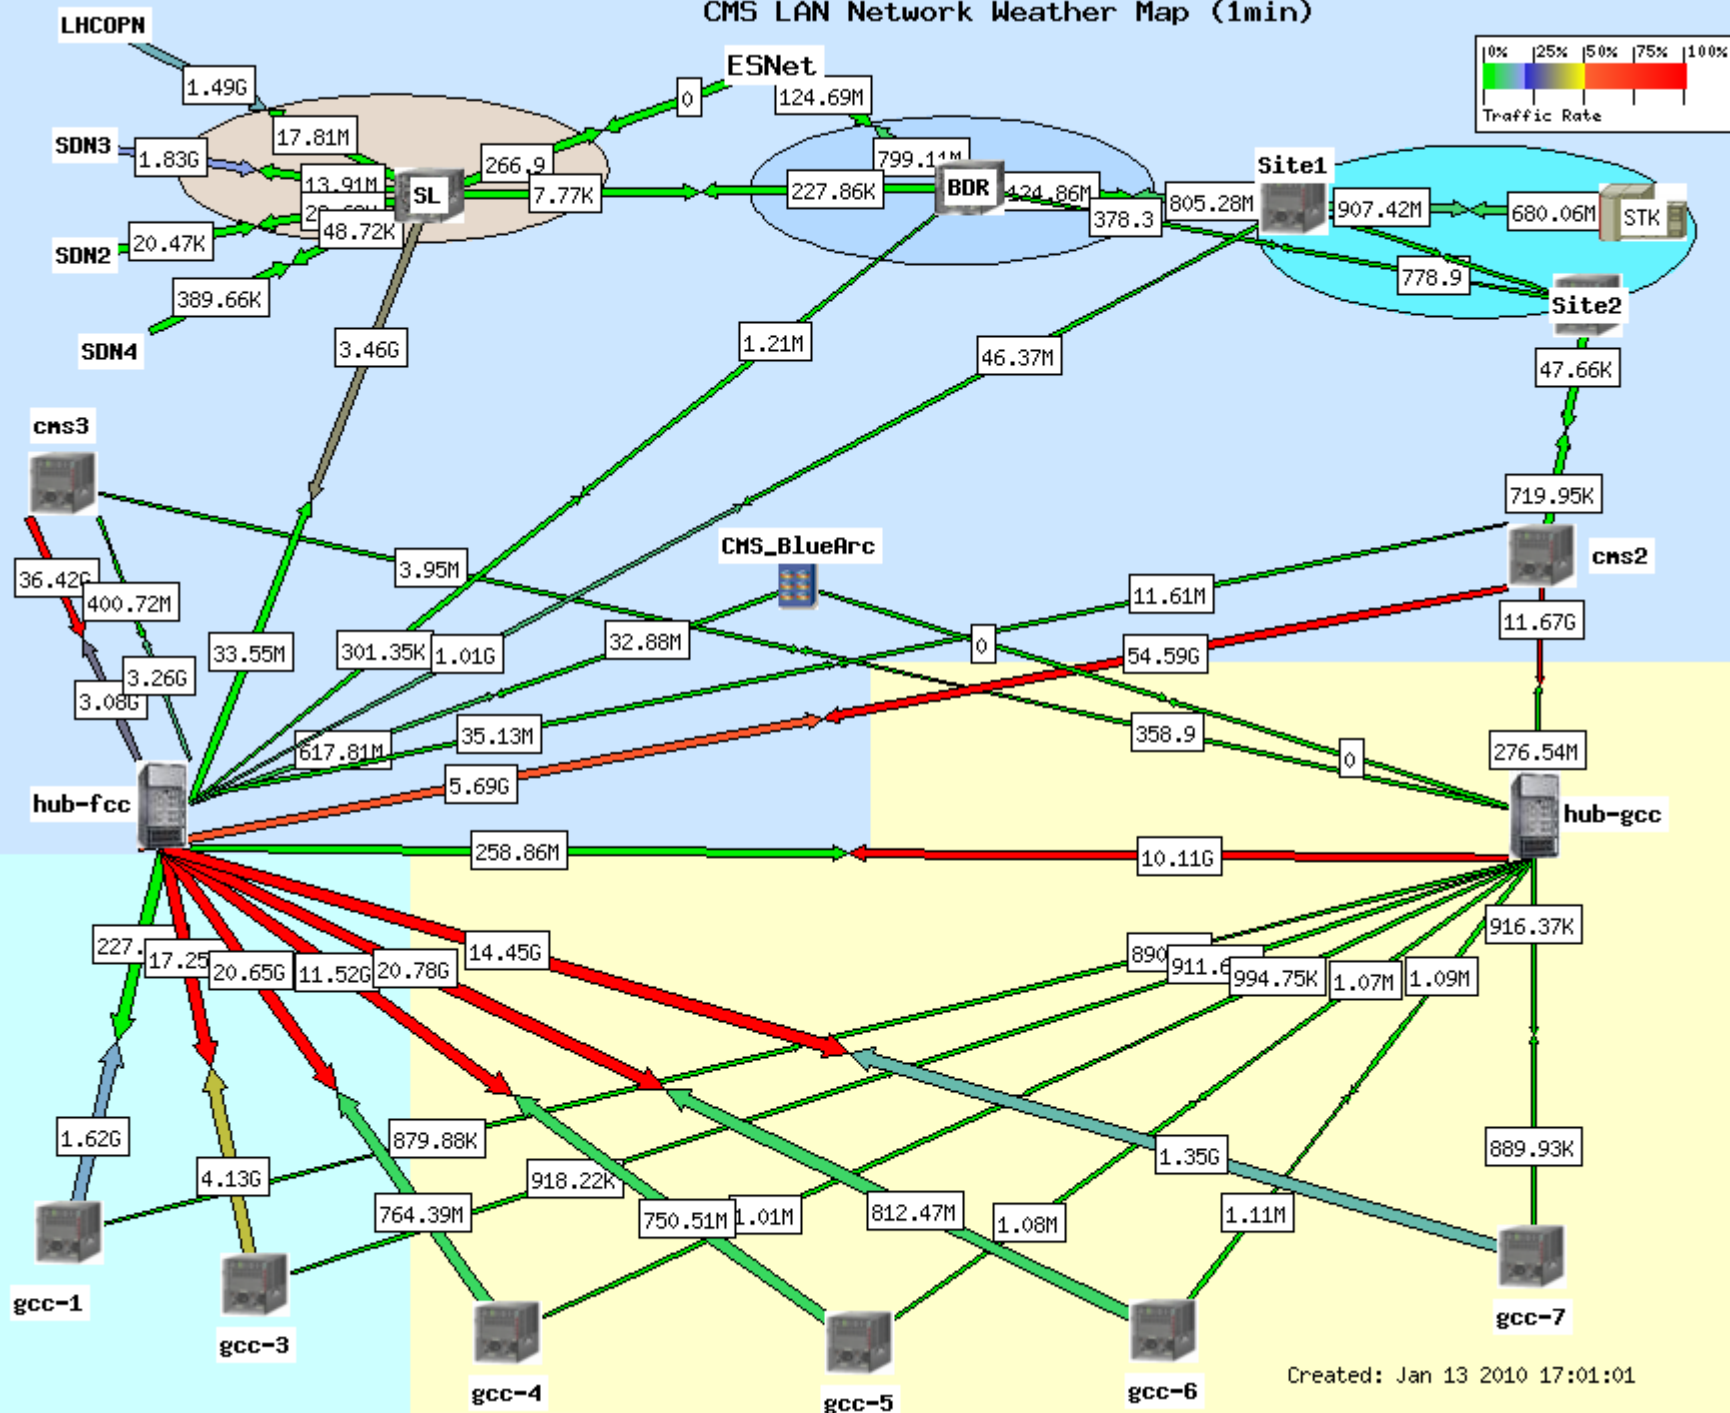 CMS LAN Network Weather Map (1min)
LHCOPN
ESNet
0% 25% 50% 75% 100%
Traffic Rate
1.49G
0
124.69M
17.81M
SDN3
1.83G
266.9
799.11M
Site1
13.91M
SL
7.77K
227.86K
BDR
124.86M
805.28M
907.42M
680.06M
STK
378.3
48.72K
SDN2
20.47K
389.66K
778.9
Site2
SDN4
3.46G
1.21M
46.37M
47.66K
cms3
719.95K
CMS_BlueArc
cms2
3.95M
36.42G
400.72M
11.61M
11.67G
33.55M
301.35K
1.01G
32.88M
0
54.59G
3.26G
3.08G
617.81M
35.13M
358.9
0
276.54M
5.69G
hub-fcc
hub-gcc
258.86M
10.11G
227.
17.25
20.65G
11.52G
20.78G
14.45G
890
911.6
994.75K
1.07M
1.09M
916.37K
1.62G
879.88K
1.35G
889.93K
4.13G
918.22K
764.39M
750.51M
1.01M
812.47M
1.08M
1.11M
gcc-1
gcc-3
gcc-4
gcc-5
gcc-6
gcc-7
Created: Jan 13 2010 17:01:01